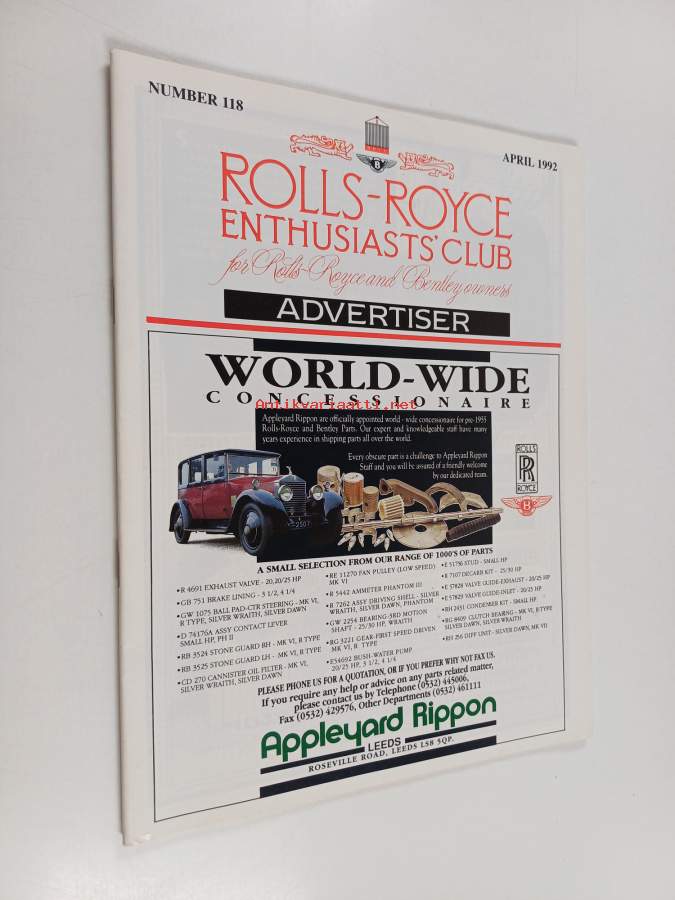 NUMBER 118
APRIL 1992
B
ROLLS-ROYCE
ENTHUSIASTS' CLUB
for Rolls-Royce and Bentley owners
ADVERTISER
WORLD-WIDE
CONCESSIONAIRE
Antikvariaatti.net
Appleyard Rippon are officially appointed world - wide concessionaire for pre-1955
Rolls-Royce and Bentley Parts. Our expert and knowledgeable staff have many
years experience in shipping parts all over the world.
Every obscure part is a challenge to Appleyard Rippon
Staff and you will be assured of a friendly welcome
by our dedicated team.
ROLLS
RR
ROYCE
B
A SMALL SELECTION FROM OUR RANGE OF 1000'S OF PARTS
•R 4691 EXHAUST VALVE - 20,20/25 HP
•GB 751 BRAKE LINING - 3 1/2, 4 1/4
•GW 1075 BALL PAD-CTR STEERING - MK VI,
R TYPE, SILVER WRAITH, SILVER DAWN
•D 74176A ASSY CONTACT LEVER
SMALL HP, PH II
•RB 3524 STONE GUARD RH - MK VI, R TYPE
•RB 3525 STONE GUARD LH - MK VI, R TYPE
•CD 270 CANNISTER OIL FILTER - MK VI,
SILVER WRAITH, SILVER DAWN
•RE 11270 FAN PULLEY (LOW SPEED)
MK VI
•R 5442 AMMETER PHANTOM III
•R 7262 ASSY DRIVING SHELL - SILVER
WRAITH, SILVER DAWN, PHANTOM
•GW 2254 BEARING-3RD MOTION
SHAFT - 25/30 HP, WRAITH
•RG 3221 GEAR-FIRST SPEED DRIVEN
MK VI, R TYPE
•E54692 BUSH-WATER PUMP
20/25 HP, 3 1/2, 4 1/4
•E 51756 STUD - SMALL HP
•R 7107 DECARB KIT - 25/30 HP
•E 57828 VALVE GUIDE-EXHAUST - 20/25 HP
•E 57829 VALVE GUIDE-INLET - 20/25 HP
•RH 2451 CONDENSER KIT - SMALL HP
•RG 8409 CLUTCH BEARING - MK VI, R TYPE
SILVER DAWN, SILVER WRAITH
•RH 256 DIFF UNIT - SILVER DAWN, MK VII
PLEASE PHONE US FOR A QUOTATION, OR IF YOU PREFER WHY NOT FAX US.
If you require any help or advice on any parts related matter,
please contact us by Telephone (0532) 445006,
Fax (0532) 429576, Other Departments (0532) 461111
Appleyard Rippon
LEEDS
ROSEVILLE ROAD, LEEDS LS8 5QP.